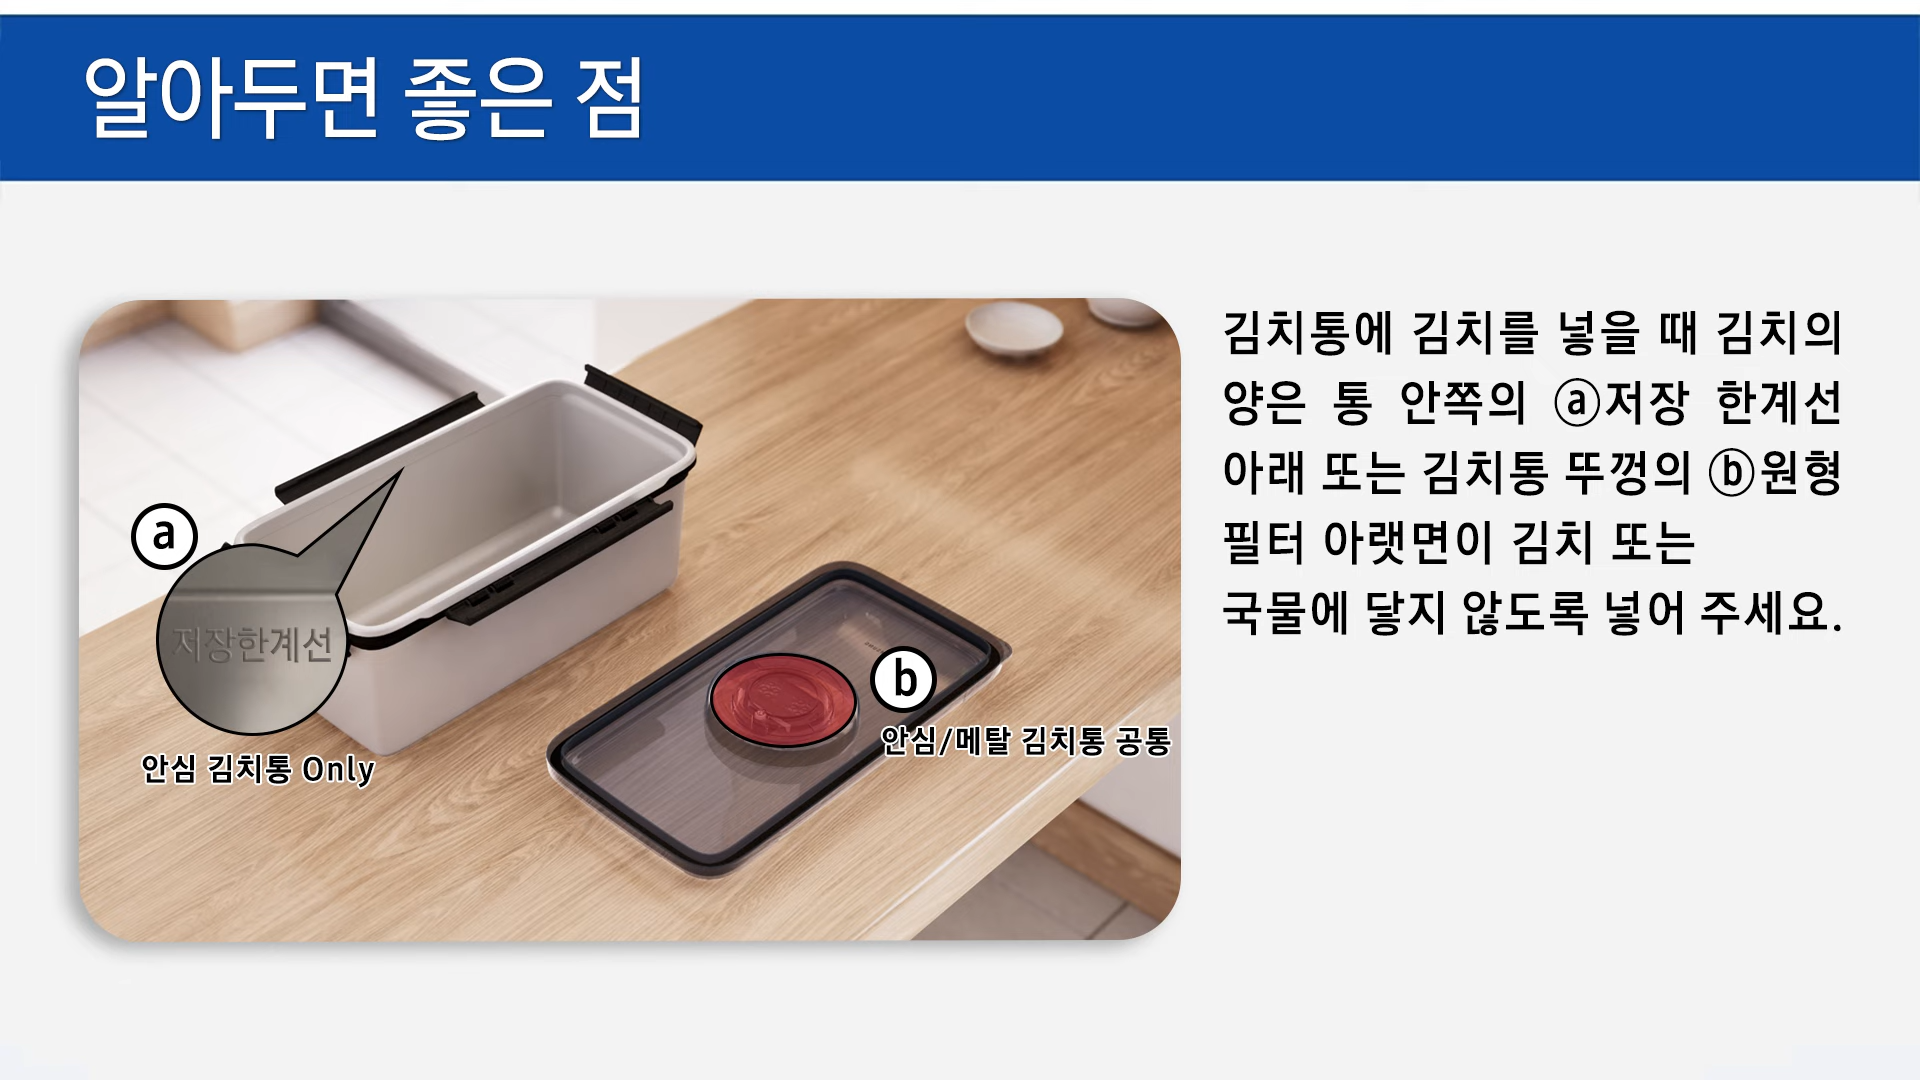 알아두면 좋은 점
a
저장한계선
안심 김치통 Only
b
안심/메탈 김치통 공통
김치통에 김치를 넣을 때 김치의
양은 통 안쪽의 ⓐ저장 한계선
아래 또는 김치통 뚜껑의 ⓑ원형
필터 아랫면이 김치 또는
국물에 닿지 않도록 넣어 주세요.